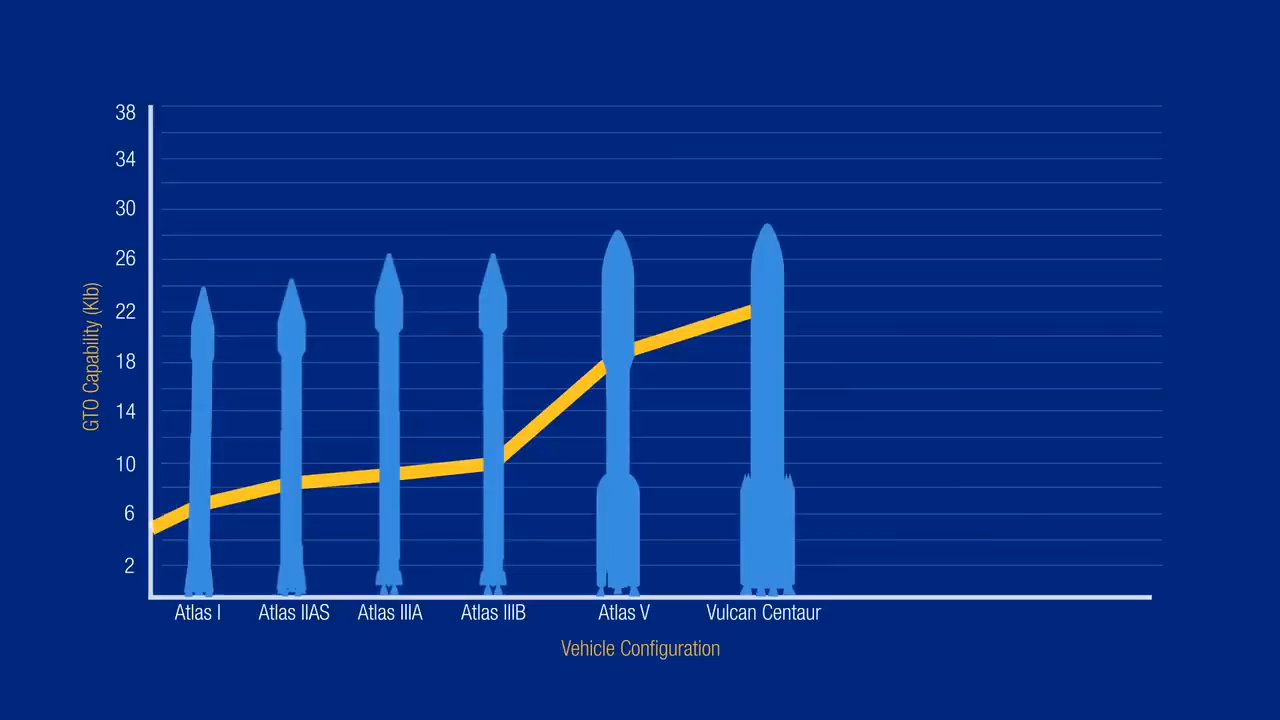 38
34
30
26
22
18
14
10
6
2
GTO Capability (Klb)
Atlas I
Atlas IIAS
Atlas IIIA
Atlas IIIB
Atlas V
Vulcan Centaur
Vehicle Configuration